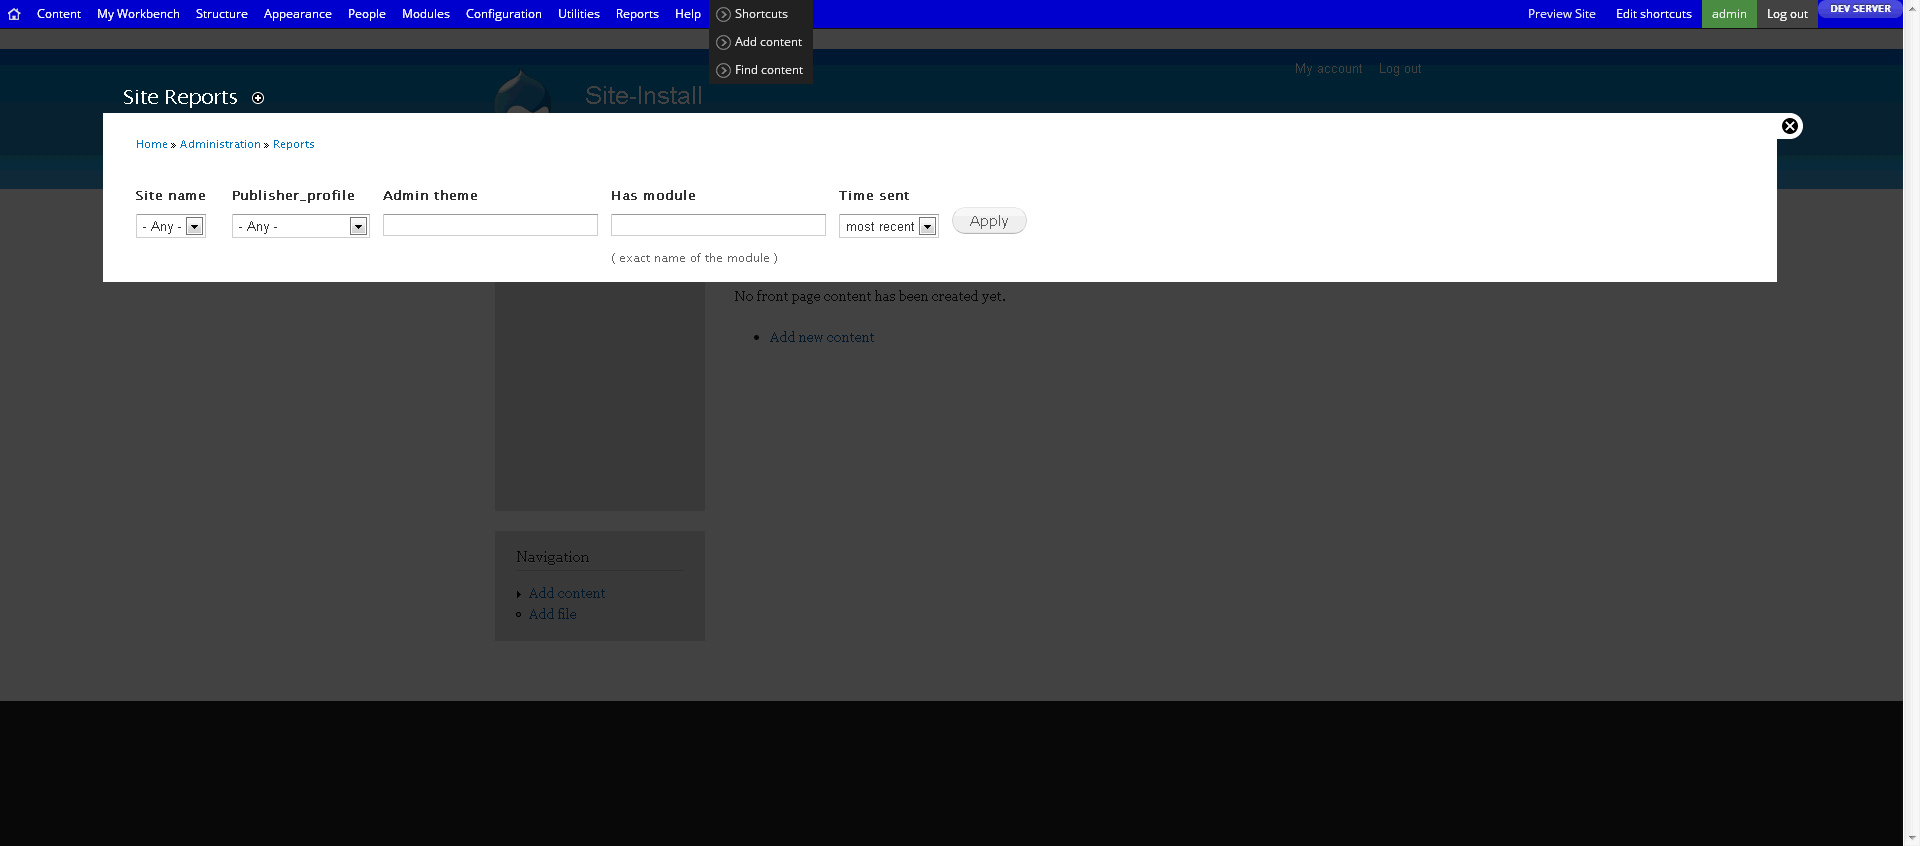 Content My Workbench Structure Appearance People Modules Configuration Utilities Reports Help Shortcuts Preview Site Edit shortcuts admin Log out DEV SERVER
Add content
Find content
My account Log out
Site Reports Site-Install
Home » Administration » Reports
Site name Publisher_profile Admin theme Has module Time sent
- Any - - Any - most recent Apply
( exact name of the module )
No front page content has been created yet.
Add new content
Navigation
Add content
Add file